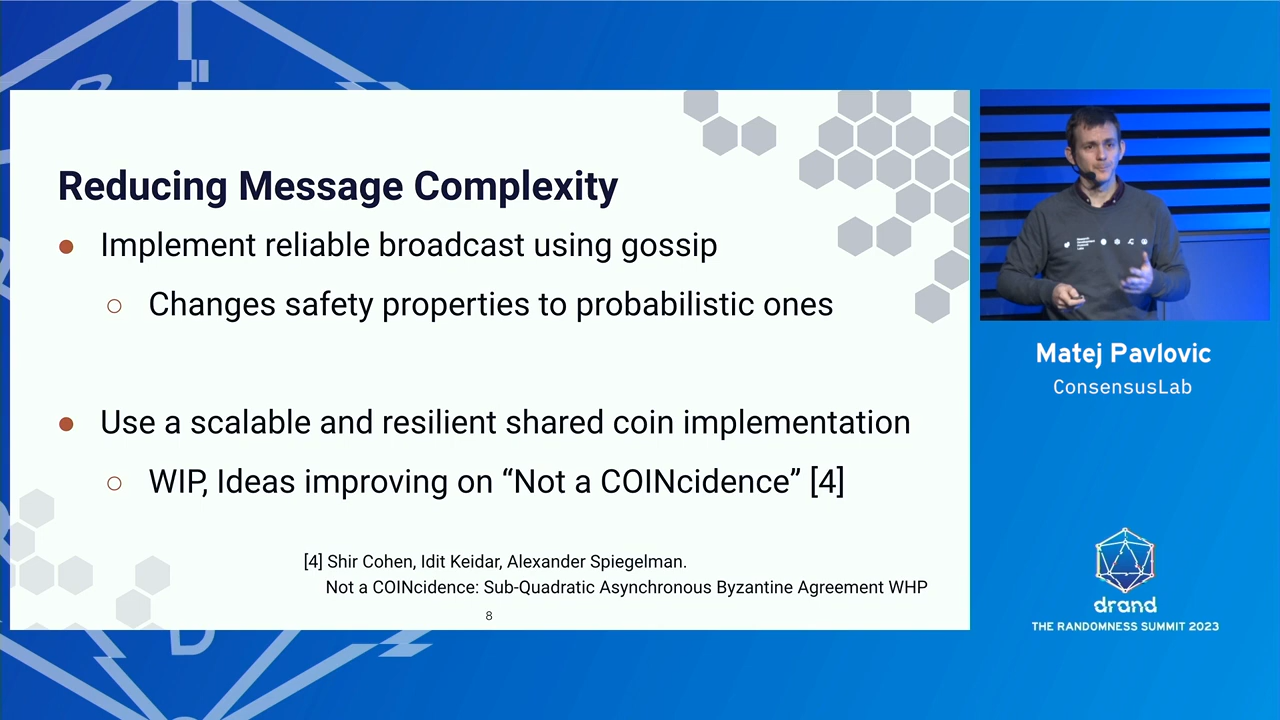 Reducing Message Complexity
● Implement reliable broadcast using gossip
○ Changes safety properties to probabilistic ones
● Use a scalable and resilient shared coin implementation
○ WIP, Ideas improving on “Not a COINcidence” [4]
[4] Shir Cohen, Idit Keidar, Alexander Spiegelman.
Not a COINcidence: Sub-Quadratic Asynchronous Byzantine Agreement WHP
8
Matej Pavlovic
ConsensusLab
drand
THE RANDOMNESS SUMMIT 2023